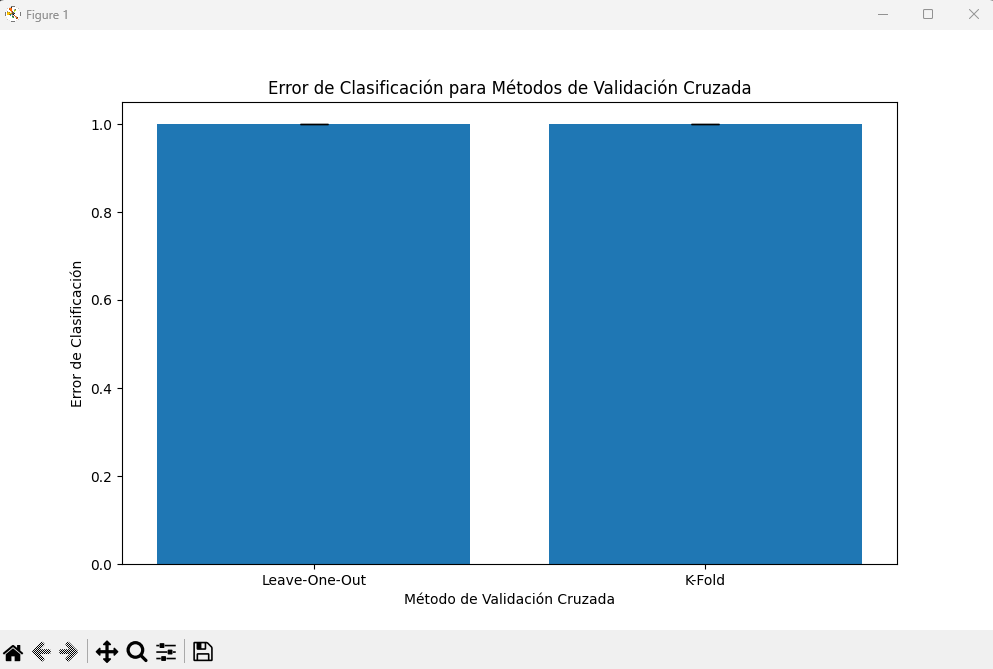 Figure 1
Error de Clasificación para Métodos de Validación Cruzada
1.0
0.8
0.6
0.4
0.2
0.0
Error de Clasificación
Leave-One-Out K-Fold
Método de Validación Cruzada